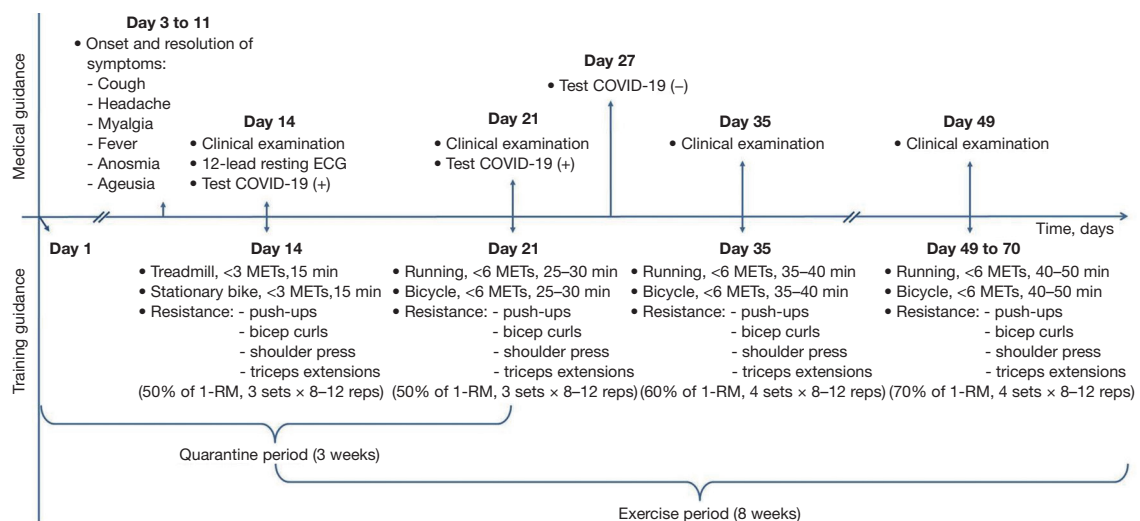 Medical guidance
Day 3 to 11
• Onset and resolution of
symptoms:
- Cough
- Headache
- Myalgia
- Fever
- Anosmia
- Ageusia
Day 14
• Clinical examination
• 12-lead resting ECG
• Test COVID-19 (+)
Day 21
• Clinical examination
• Test COVID-19 (+)
Day 27
• Test COVID-19 (–)
Day 35
• Clinical examination
Day 49
• Clinical examination
Time, days
Training guidance
Day 1
Day 14
• Treadmill, <3 METs,15 min
• Stationary bike, <3 METs,15 min
• Resistance: - push-ups
- bicep curls
- shoulder press
- triceps extensions
(50% of 1-RM, 3 sets × 8–12 reps)
Day 21
• Running, <6 METs, 25–30 min
• Bicycle, <6 METs, 25–30 min
• Resistance: - push-ups
- bicep curls
- shoulder press
- triceps extensions
(50% of 1-RM, 3 sets × 8–12 reps)
Day 35
• Running, <6 METs, 35–40 min
• Bicycle, <6 METs, 35–40 min
• Resistance: - push-ups
- bicep curls
- shoulder press
- triceps extensions
(60% of 1-RM, 4 sets × 8–12 reps)
Day 49 to 70
• Running, <6 METs, 40–50 min
• Bicycle, <6 METs, 40–50 min
• Resistance: - push-ups
- bicep curls
- shoulder press
- triceps extensions
(70% of 1-RM, 4 sets × 8–12 reps)
Quarantine period (3 weeks)
Exercise period (8 weeks)